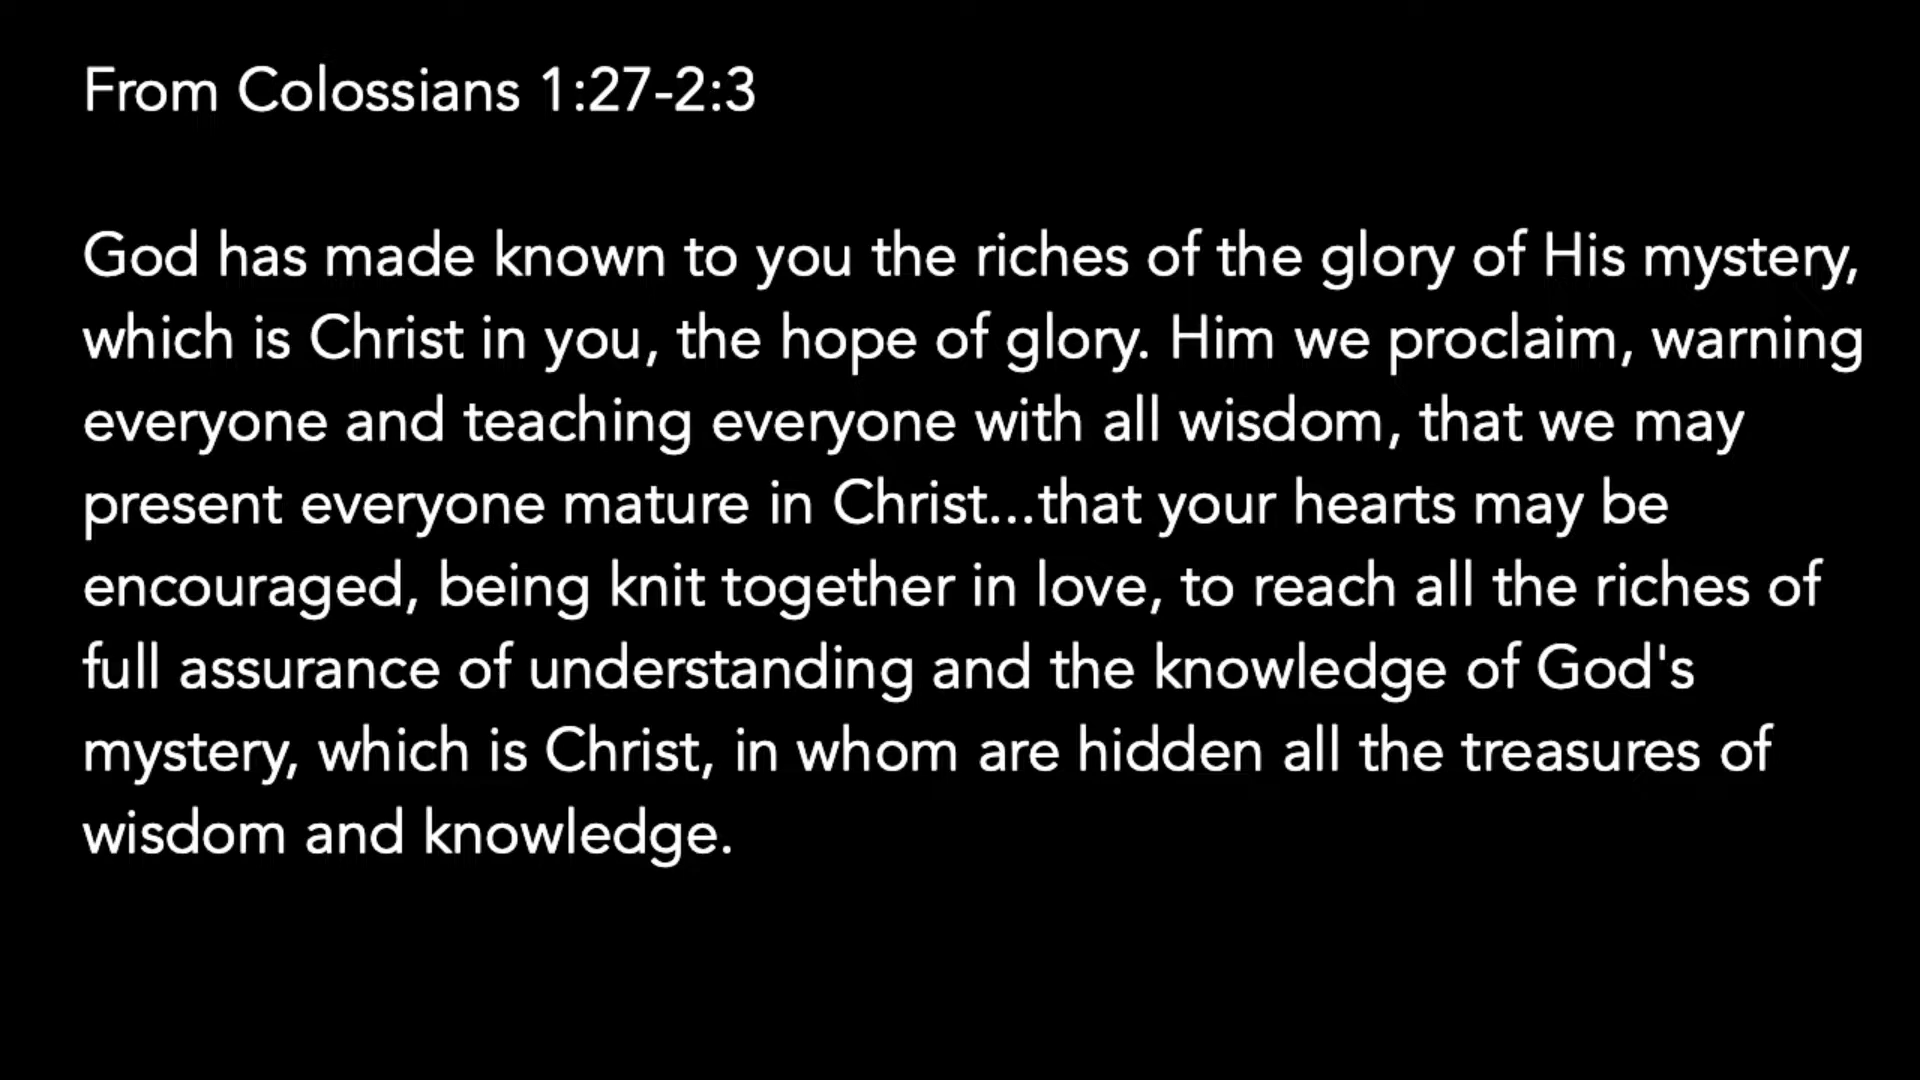 From Colossians 1:27-2:3
God has made known to you the riches of the glory of His mystery,
which is Christ in you, the hope of glory. Him we proclaim, warning
everyone and teaching everyone with all wisdom, that we may
present everyone mature in Christ...that your hearts may be
encouraged, being knit together in love, to reach all the riches of
full assurance of understanding and the knowledge of God's
mystery, which is Christ, in whom are hidden all the treasures of
wisdom and knowledge.